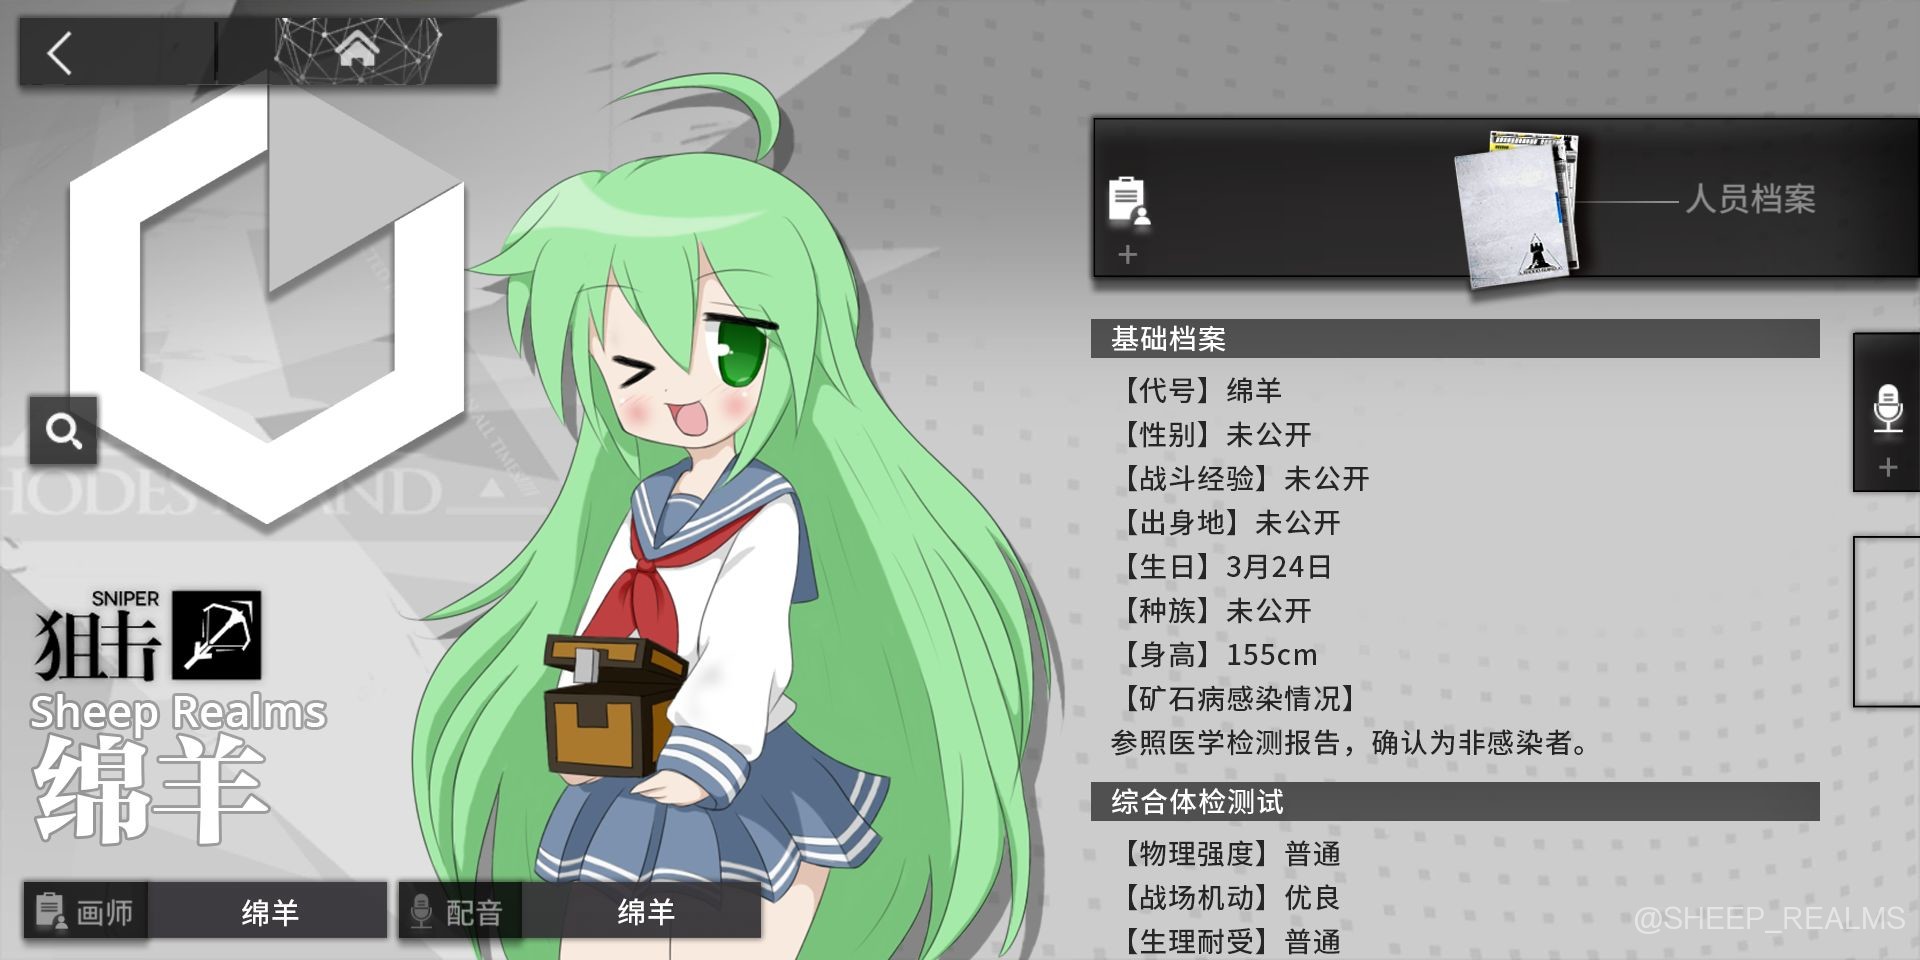 人员档案
基础档案
【代号】绵羊
【性别】未公开
【战斗经验】未公开
【出身地】未公开
【生日】3月24日
【种族】未公开
【身高】155cm
【矿石病感染情况】
参照医学检测报告，确认为非感染者。
综合体检测试
【物理强度】普通
【战场机动】优良
【生理耐受】普通
SNIPER
狙击
Sheep Realms
绵羊
画师 绵羊
配音 绵羊
@SHEEP_REALMS